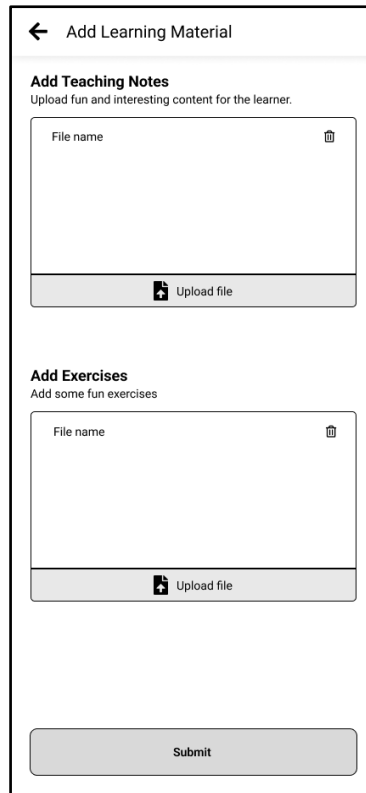 Add Learning Material
Add Teaching Notes
Upload fun and interesting content for the learner.
File name
Upload file
Add Exercises
Add some fun exercises
File name
Upload file
Submit